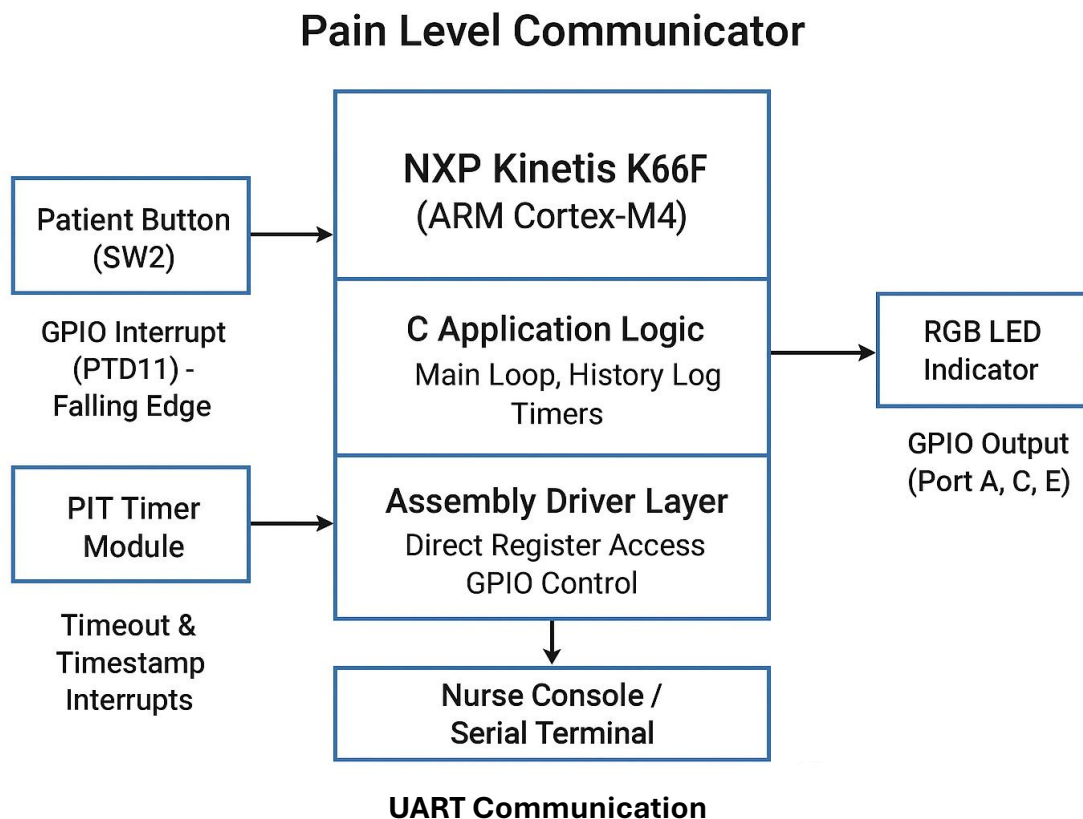 Pain Level Communicator
NXP Kinetis K66F
(ARM Cortex-M4)
Patient Button
(SW2)
GPIO Interrupt
(PTD11) -
Falling Edge
C Application Logic
Main Loop, History Log
Timers
RGB LED
Indicator
GPIO Output
(Port A, C, E)
PIT Timer
Module
Timeout &
Timestamp
Interrupts
Assembly Driver Layer
Direct Register Access
GPIO Control
Nurse Console /
Serial Terminal
UART Communication